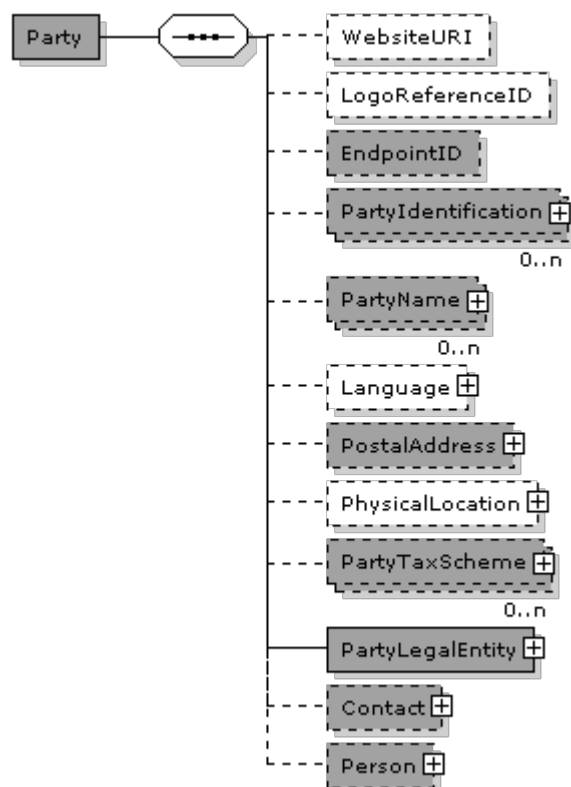 Party
WebsiteURI
LogoReferenceID
EndpointID
PartyIdentification
0..n
PartyName
0..n
Language
PostalAddress
PhysicalLocation
PartyTaxScheme
0..n
PartyLegalEntity
Contact
Person